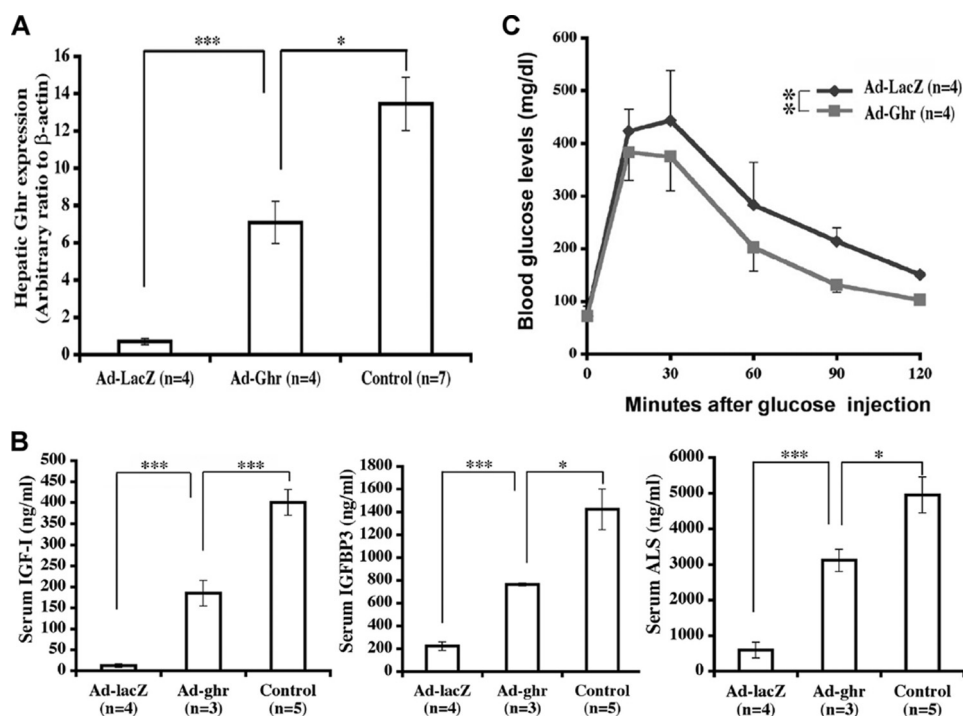 A
***
*
Hepatic Ghr expression
(Arbitrary ratio to β-actin)
16
14
12
10
8
6
4
2
0
Ad-LacZ (n=4)
Ad-Ghr (n=4)
Control (n=7)
C
Blood glucose levels (mg/dl)
600
500
400
300
200
100
0
0
30
60
90
120
Minutes after glucose injection
**
Ad-LacZ (n=4)
Ad-Ghr (n=4)
B
***
***
Serum IGF-I (ng/ml)
500
450
400
350
300
250
200
150
100
50
0
Ad-lacZ
(n=4)
Ad-ghr
(n=3)
Control
(n=5)
***
*
Serum IGFBP3 (ng/ml)
1800
1600
1400
1200
1000
800
600
400
200
0
Ad-lacZ
(n=4)
Ad-ghr
(n=3)
Control
(n=5)
***
*
Serum ALS (ng/ml)
6000
5000
4000
3000
2000
1000
0
Ad-lacZ
(n=4)
Ad-ghr
(n=3)
Control
(n=5)